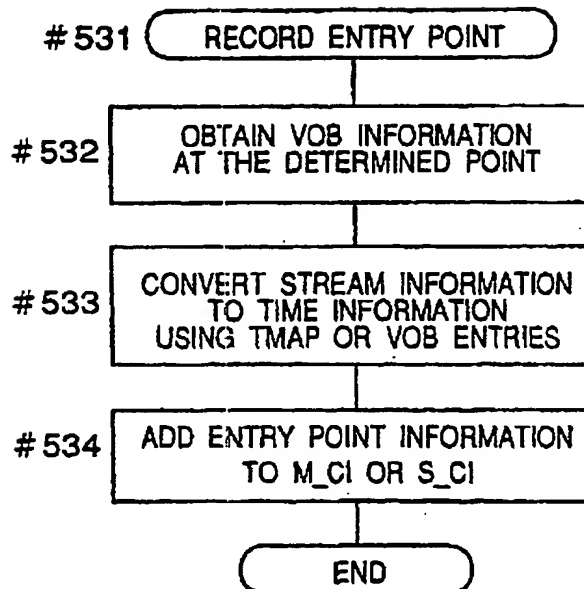 #531 RECORD ENTRY POINT
#532 OBTAIN VOB INFORMATION
AT THE DETERMINED POINT
#533 CONVERT STREAM INFORMATION
TO TIME INFORMATION
USING TMAP OR VOB ENTRIES
#534 ADD ENTRY POINT INFORMATION
TO M_CI OR S_CI
END